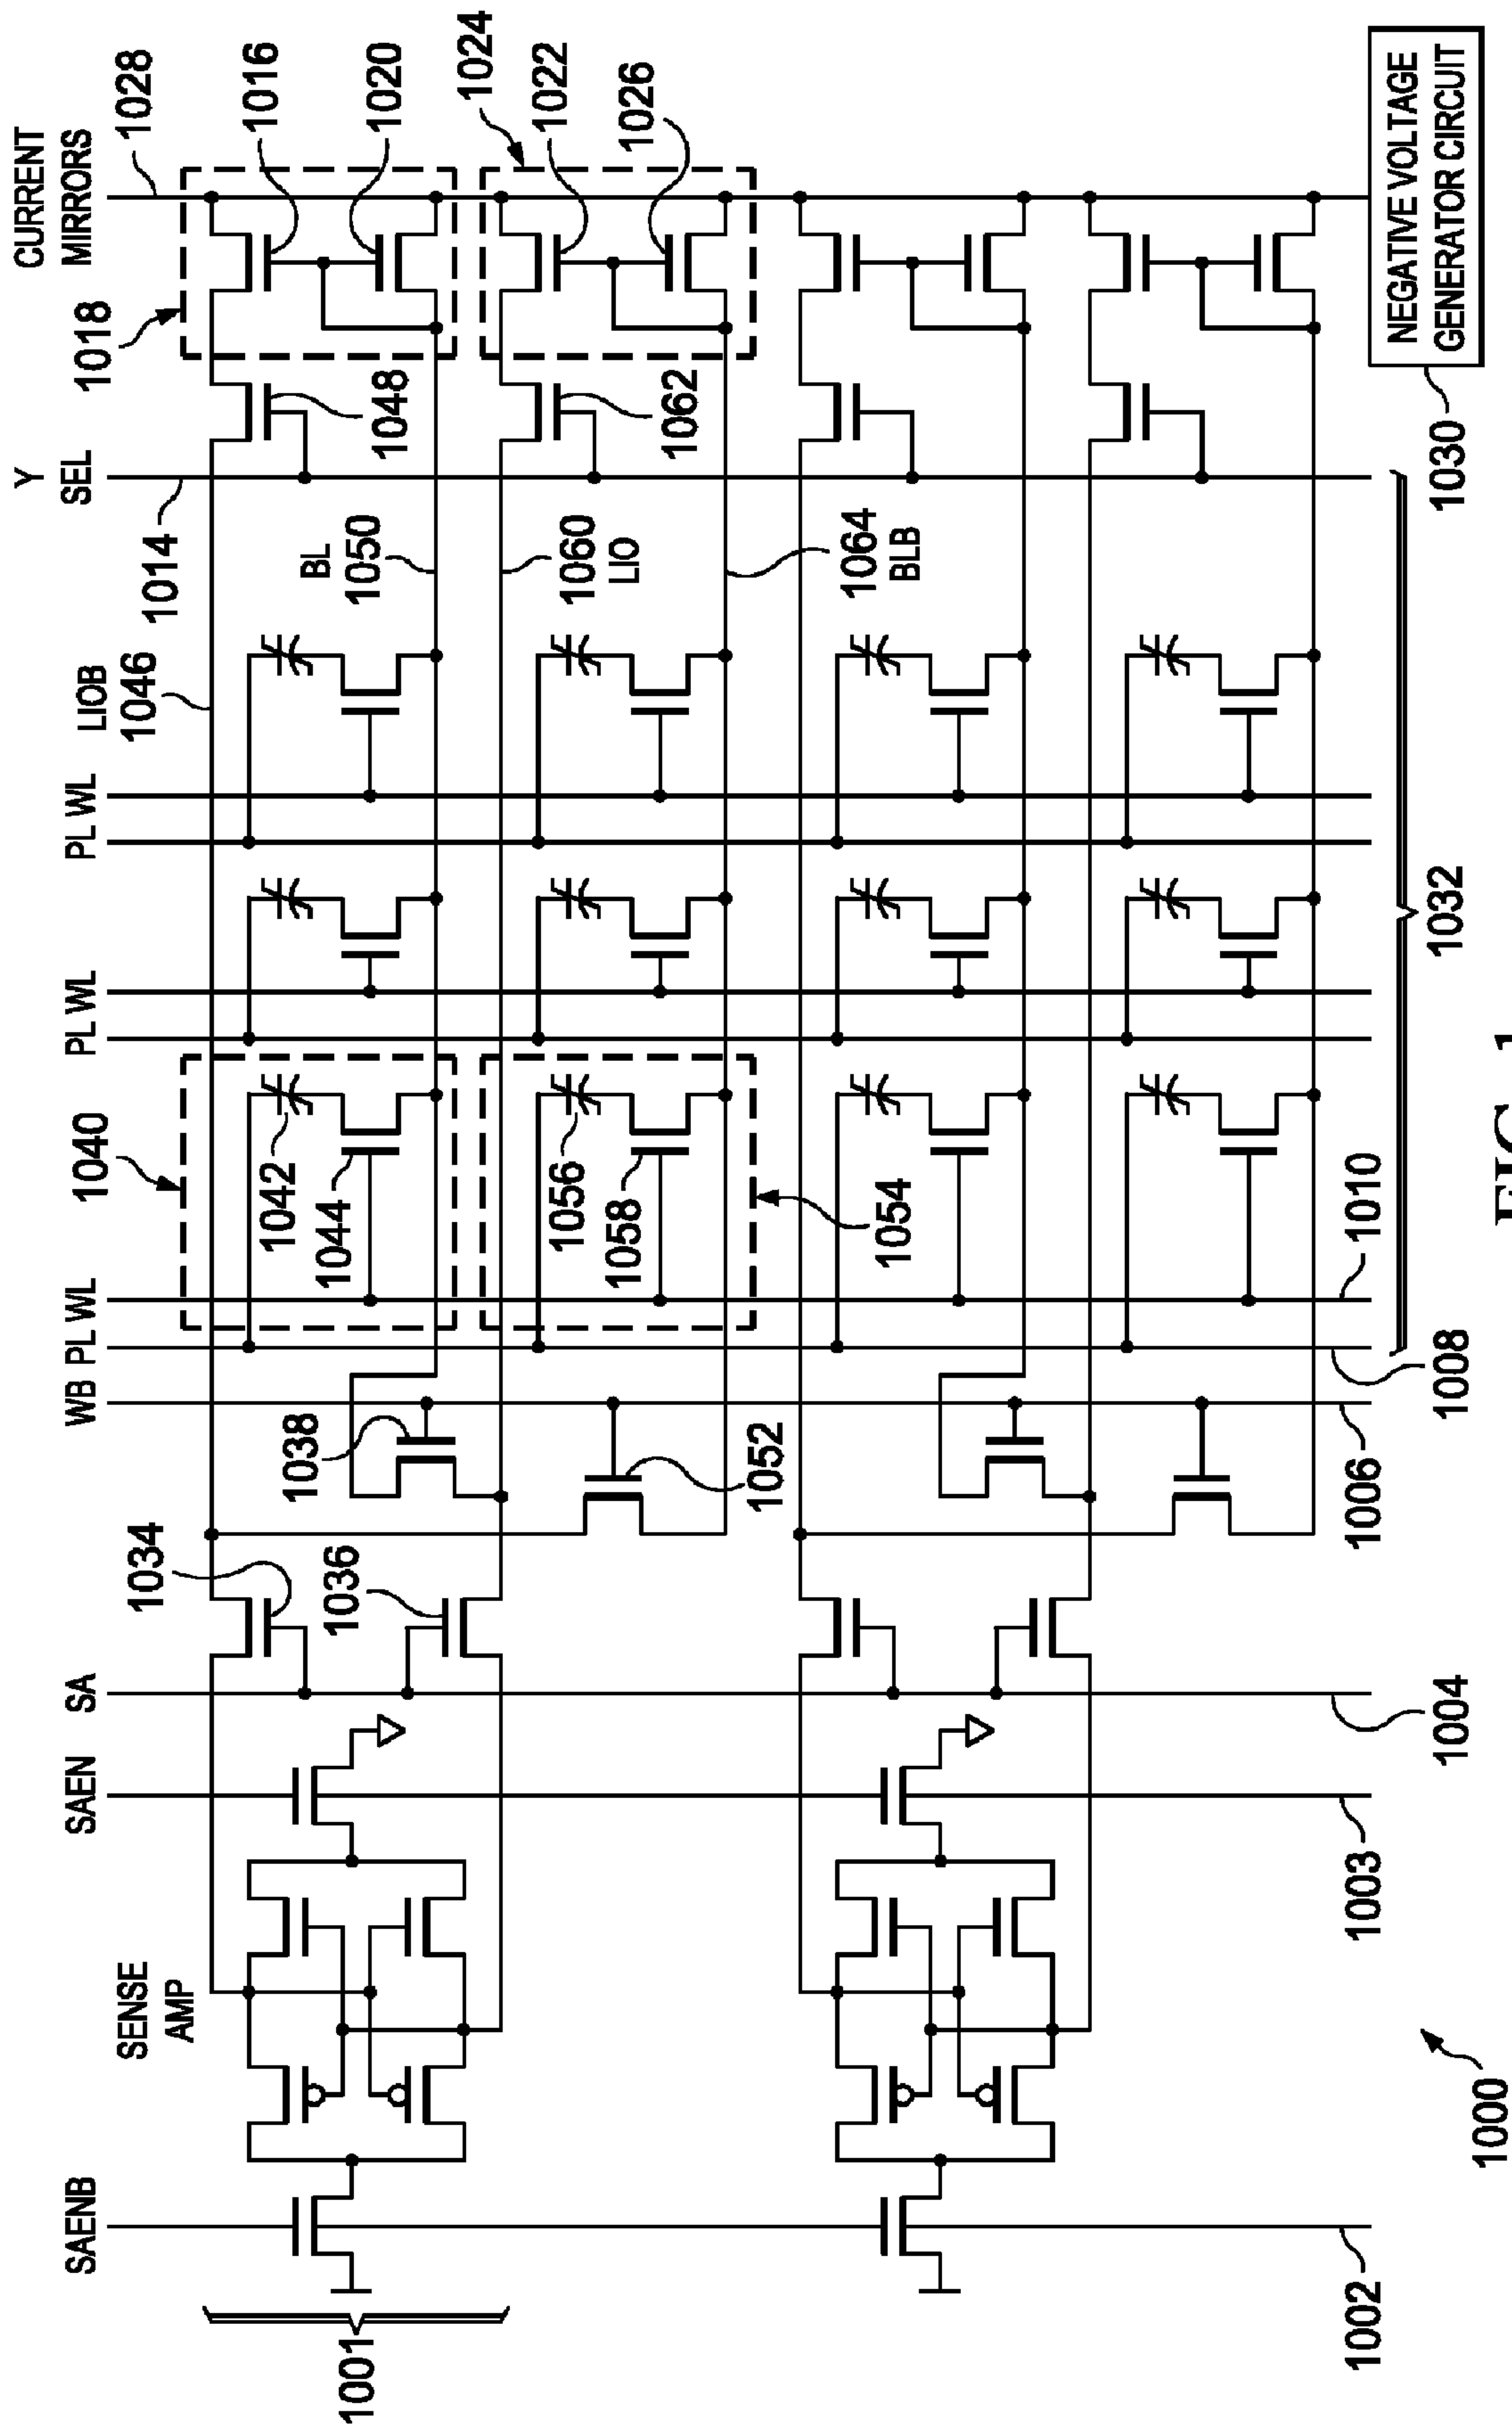 CURRENT
MIRRORS
1028
1016
1020
1024
1022
1026
NEGATIVE VOLTAGE
GENERATOR CIRCUIT
1018
1048
1062
1030
Y
SEL
1014
BL
1050
1060
LIO
1064
BLB
LIOB
1046
PL WL
1032
PL WL
1040
1042
1044
1056
1058
1054
1010
PL WL
1008
WB
1038
1052
1006
1034
1036
SA
1004
SAEN
1003
SENSE
AMP
SAENB
1002
1001
1000